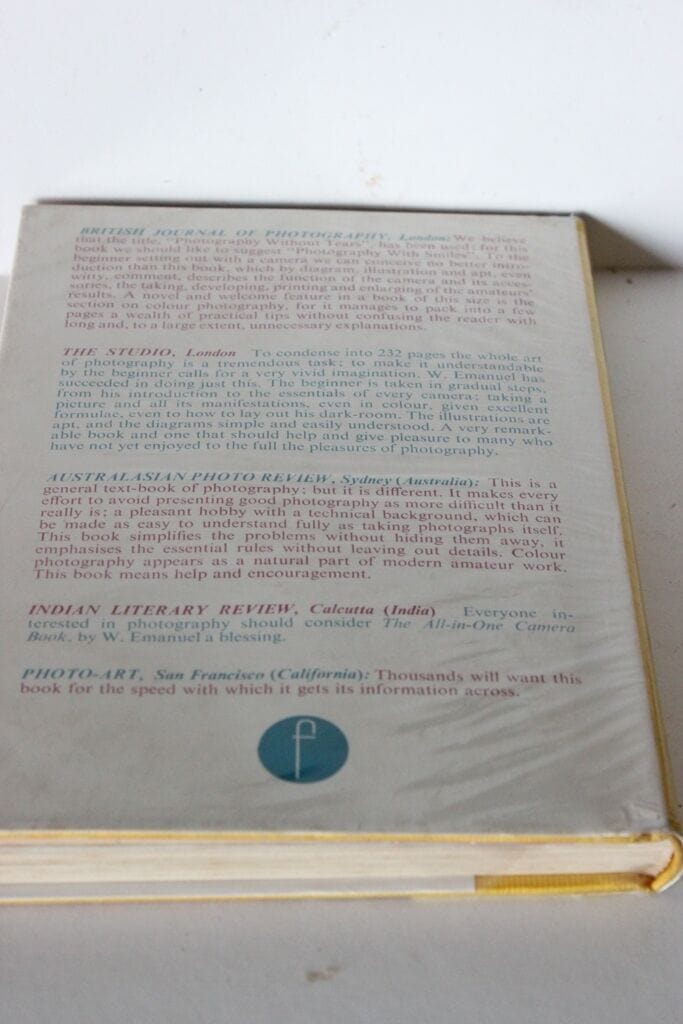 BRITISH JOURNAL OF PHOTOGRAPHY, London: We believe
that the title, "Photography Without Tears", has been used; for this
book we should like to suggest "Photography With Smiles". To the
beginner setting out with a camera we can conceive no better intro-
duction than this book, which by diagram, illustration and apt, even
witty, comment, describes the function of the camera and its acces-
sories, the taking, developing, printing and enlarging of the amateurs'
results. A novel and welcome feature in a book of this size is the
section on colour photography, for it manages to pack into a few
pages a wealth of practical tips without confusing the reader with
long and, to a large extent, unnecessary explanations.
THE STUDIO, London To condense into 232 pages the whole art
of photography is a tremendous task; to make it understandable
by the beginner calls for a very vivid imagination. W. Emanuel has
succeeded in doing just this. The beginner is taken in gradual steps,
from his introduction to the essentials of every camera; taking a
picture and all its manifestations, even in colour, given excellent
formulae, even to how to lay out his dark-room. The illustrations are
apt, and the diagrams simple and easily understood. A very remark-
able book and one that should help and give pleasure to many who
have not yet enjoyed to the full the pleasures of photography.
AUSTRALASIAN PHOTO REVIEW, Sydney (Australia): This is a
general text-book of photography; but it is different. It makes every
effort to avoid presenting good photography as more difficult than it
really is; a pleasant hobby with a technical background, which can
be made as easy to understand fully as taking photographs itself.
This book simplifies the problems without hiding them away, it
emphasises the essential rules without leaving out details. Colour
photography appears as a natural part of modern amateur work.
This book means help and encouragement.
INDIAN LITERARY REVIEW, Calcutta (India) Everyone in-
terested in photography should consider The All-in-One Camera
Book, by W. Emanuel a blessing.
PHOTO-ART, San Francisco (California): Thousands will want this
book for the speed with which it gets its information across.
f